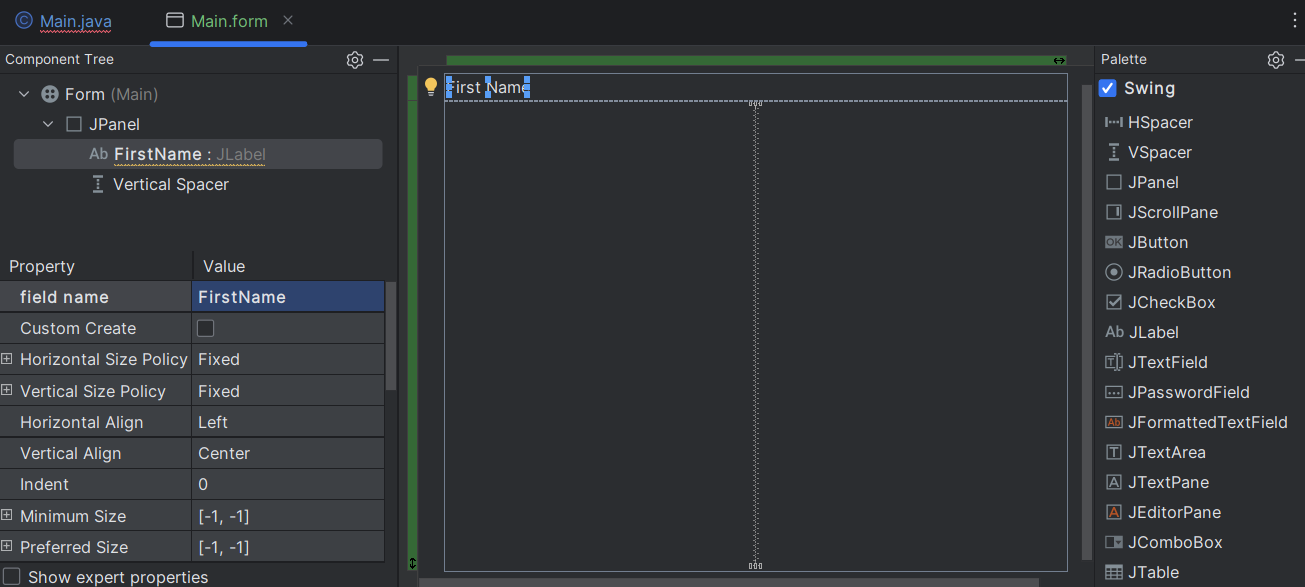 Main.java
Main.form
Component Tree
Form (Main)
JPanel
Ab FirstName : JLabel
Vertical Spacer
Property Value
field name FirstName
Custom Create
Horizontal Size Policy Fixed
Vertical Size Policy Fixed
Horizontal Align Left
Vertical Align Center
Indent 0
Minimum Size [-1, -1]
Preferred Size [-1, -1]
Show expert properties
First Name
Palette
Swing
HSpacer
VSpacer
JPanel
JScrollPane
OK JButton
JRadioButton
JCheckBox
Ab JLabel
JTextField
JPasswordField
Ab JFormattedTextField
JTextArea
JTextPane
JEditorPane
JComboBox
JTable